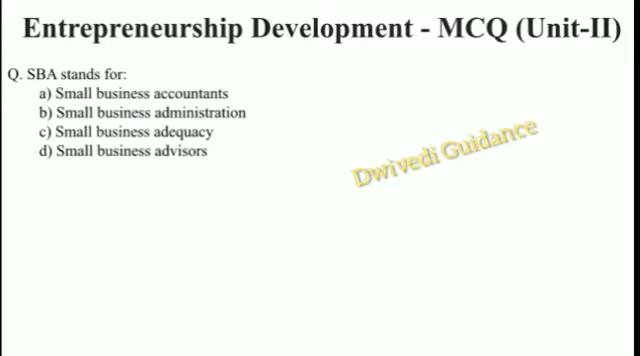 Entrepreneurship Development - MCQ (Unit-II)
Q. SBA stands for:
a) Small business accountants
b) Small business administration
c) Small business adequacy
d) Small business advisors
Dwivedi Guidance